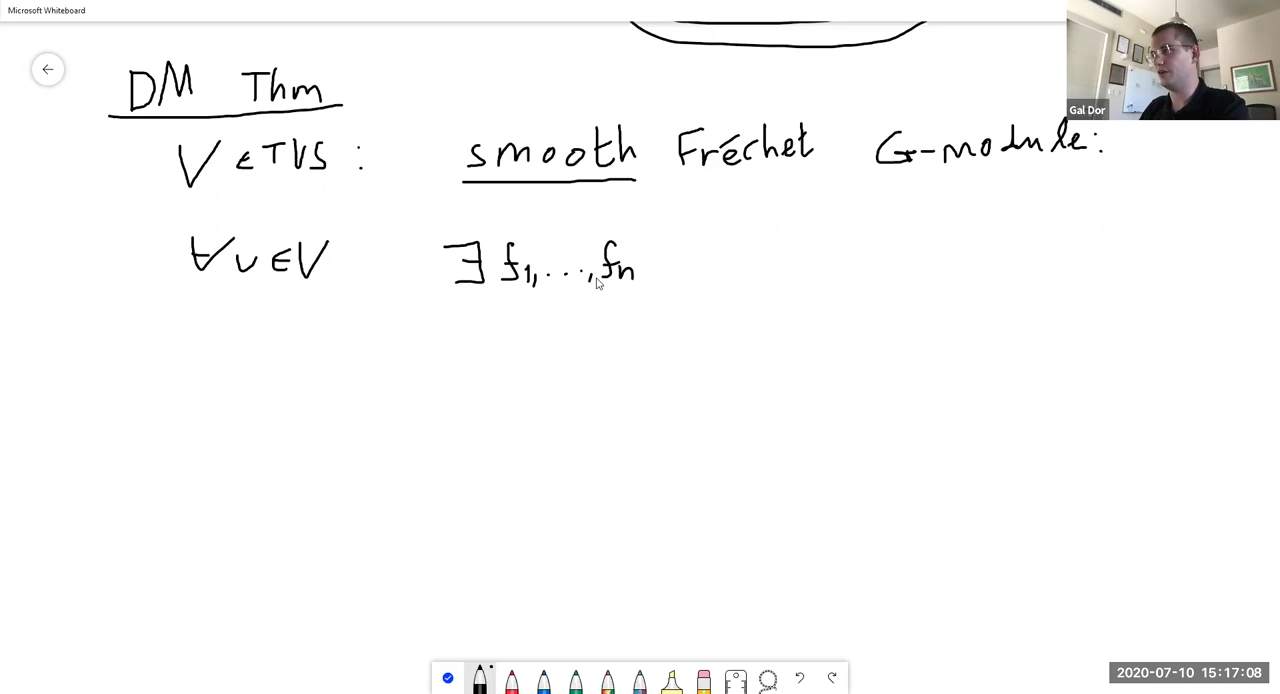 Microsoft Whiteboard
DM Thm
V ∈ TVS : smooth Fréchet G-module:
∀ v ∈ V ∃ f1, ..., fn
Gal Dor
2020-07-10 15:17:08